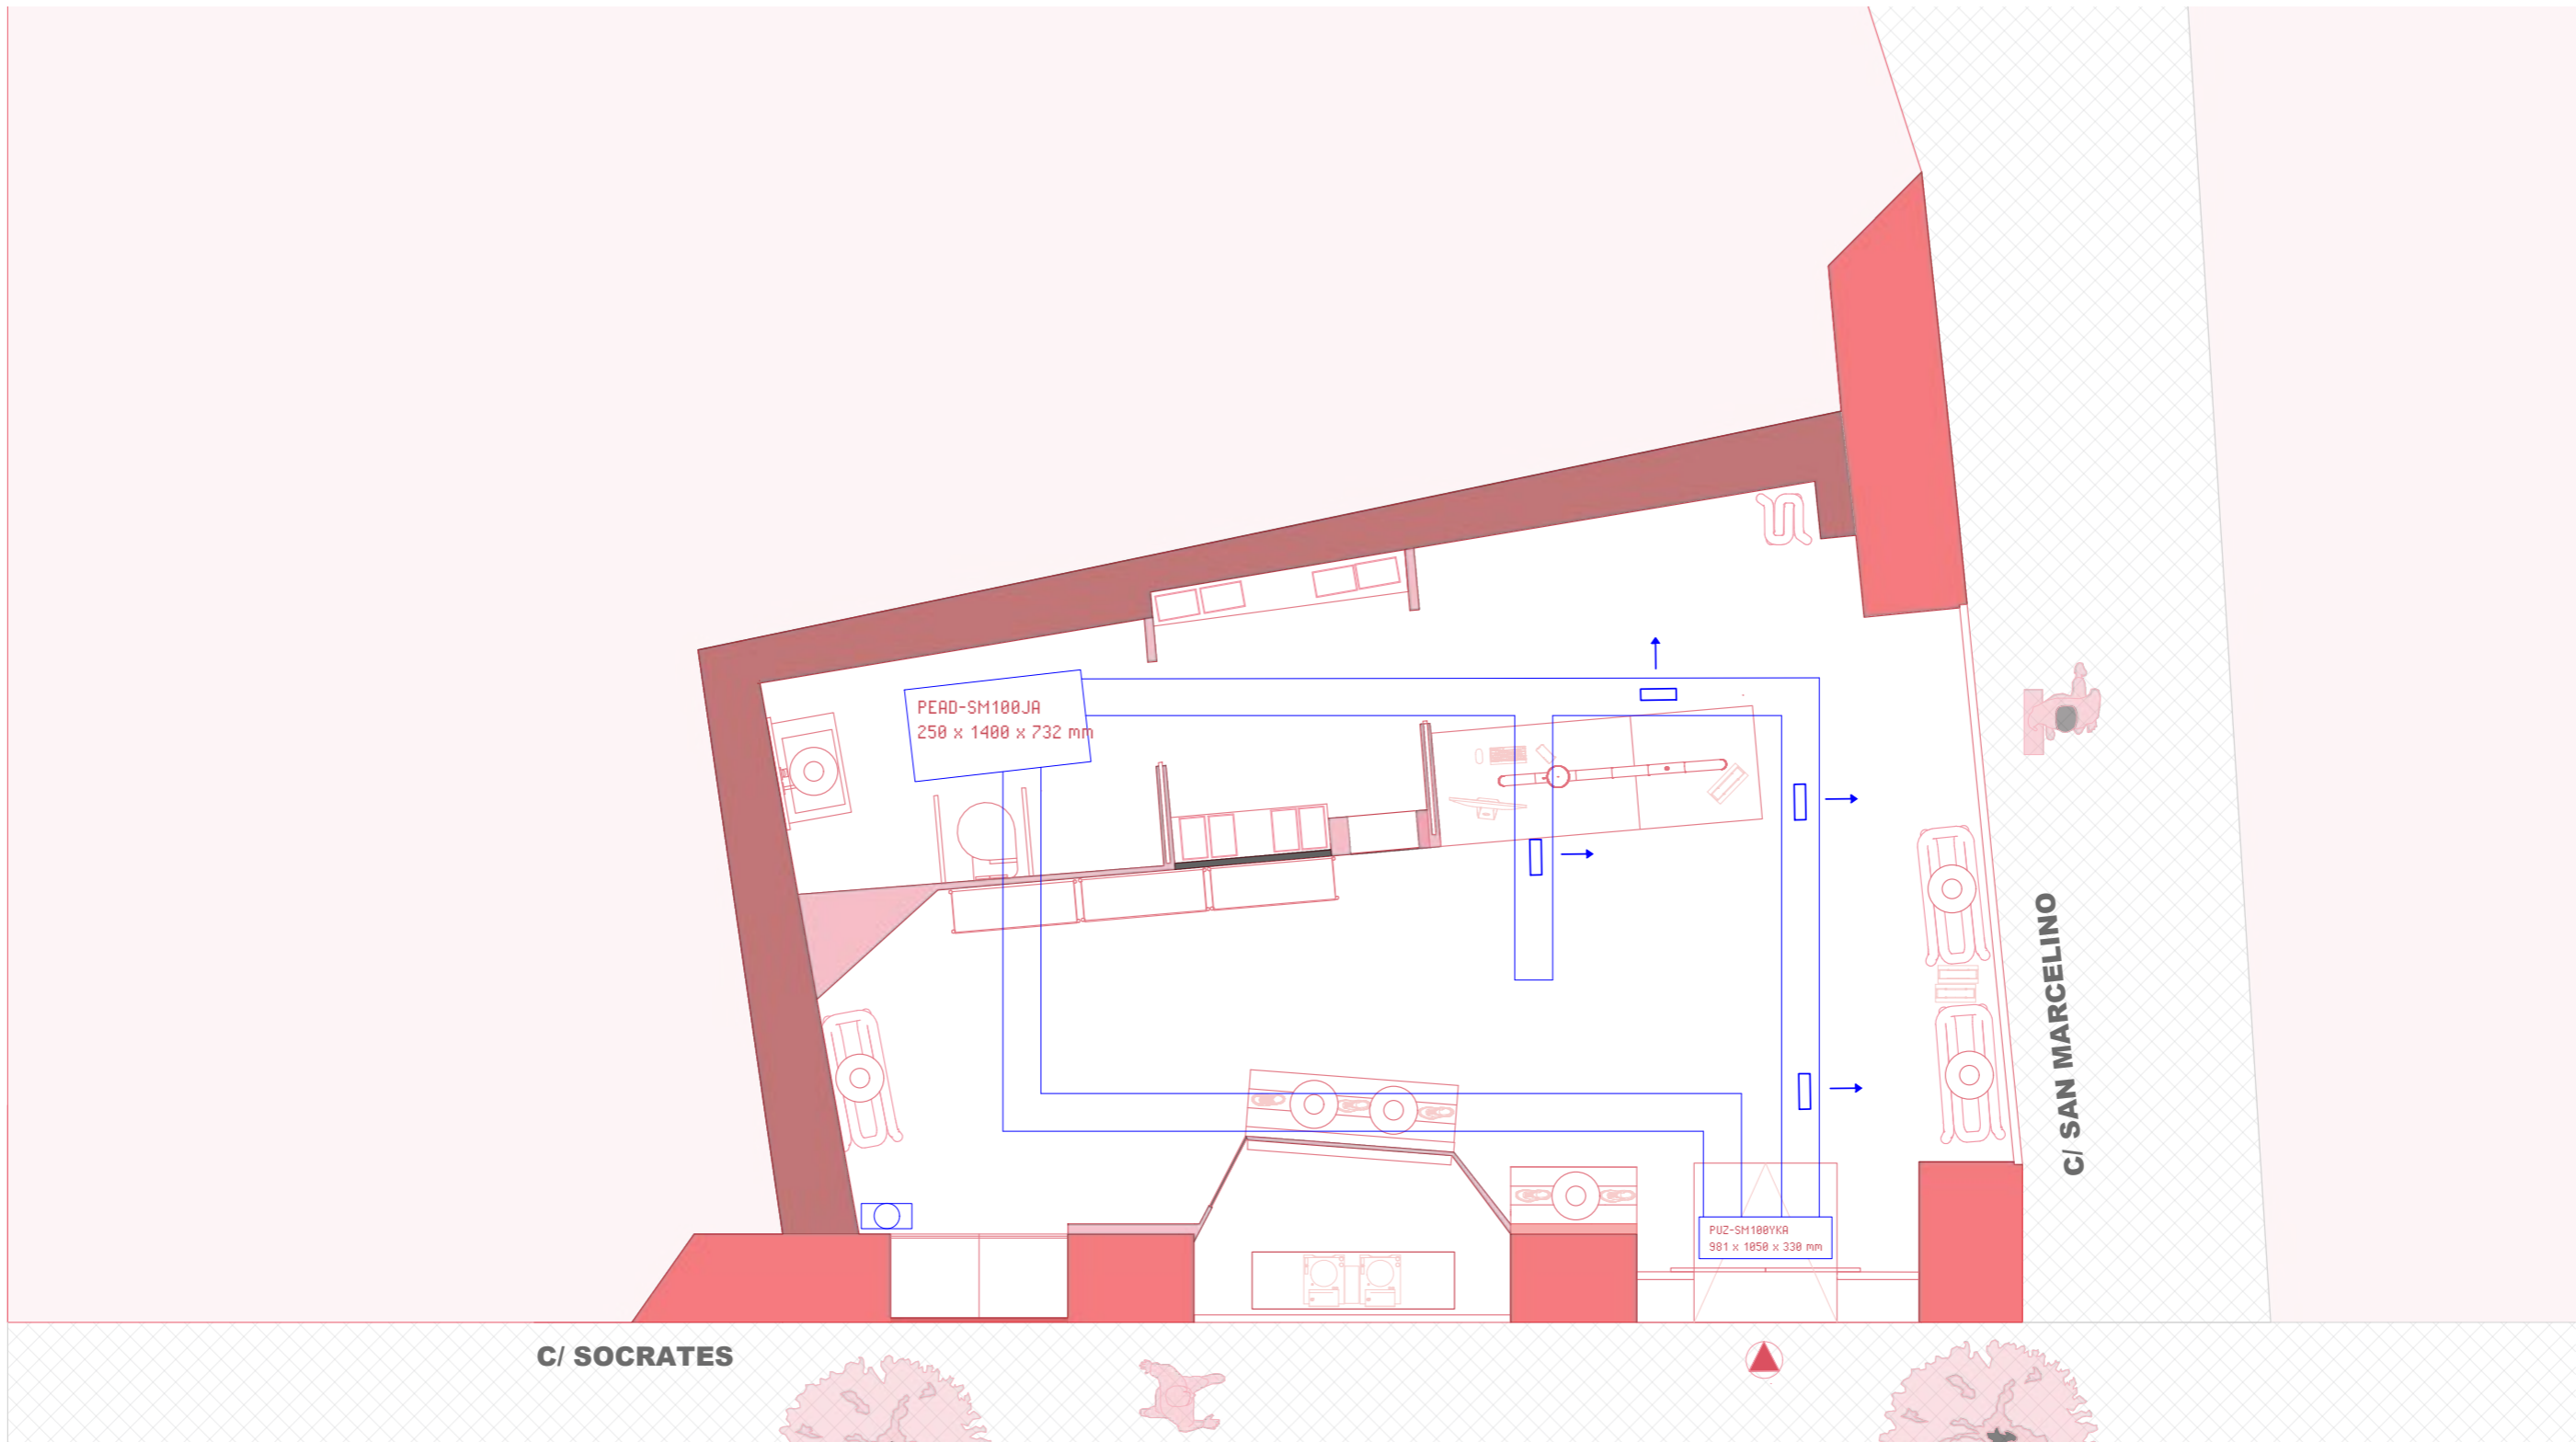 PEAD-SM100JA
250 x 1400 x 732 mm
C/ SAN MARCELINO
PUZ-SM100YKA
981 x 1050 x 330 mm
C/ SOCRATES